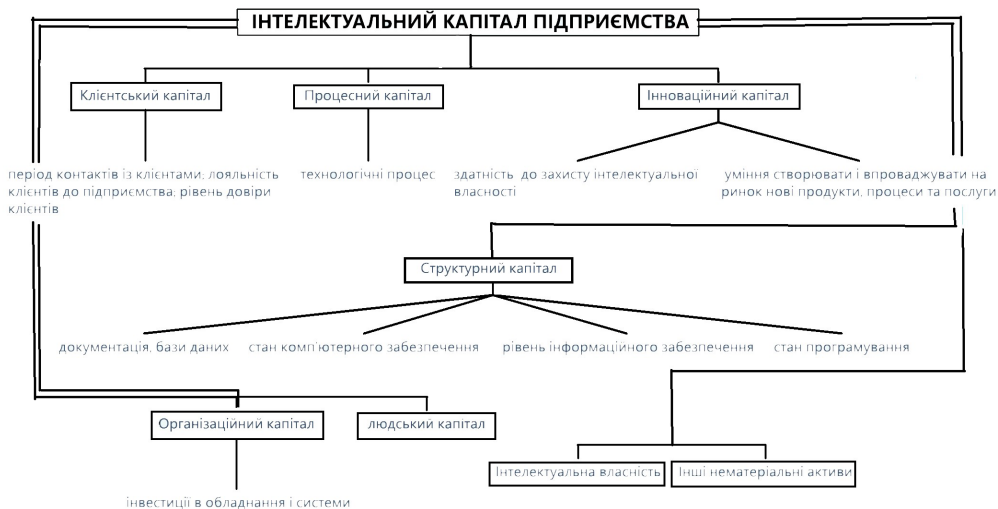 ІНТЕЛЕКТУАЛЬНИЙ КАПІТАЛ ПІДПРИЄМСТВА
Клієнтський капітал
Процесний капітал
Інноваційний капітал
період контактів із клієнтами; лояльність
клієнтів до підприємства; рівень довіри
клієнтів
технологічні процес
здатність до захисту інтелектуальної
власності
уміння створювати і впроваджувати на
ринок нові продукти, процеси та послуги
Структурний капітал
документація, бази даних
стан комп'ютерного забезпечення
рівень інформаційного забезпечення
стан програмування
Організаційний капітал
людський капітал
Інтелектуальна власність
Інші нематеріальні активи
інвестиції в обладнання і системи